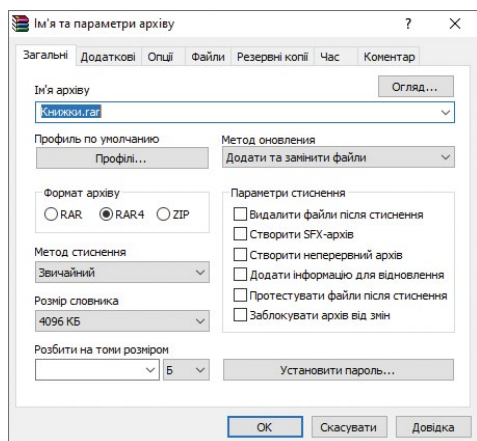 Ім'я та параметри архіву
Загальні Додаткові Опції Файли Резервні копії Час Коментар
Ім'я архіву
Огляд...
Книжки.rar
Профиль по умолчанию
Метод оновлення
Профілі...
Додати та замінити файли
Формат архіву
RAR RAR4 ZIP
Параметри стиснення
Видалити файли після стиснення
Створити SFX-архів
Створити неперервний архів
Додати інформацію для відновлення
Протестувати файли після стиснення
Заблокувати архів від змін
Метод стиснення
Звичайний
Розмір словника
4096 КБ
Розбити на томи розміром
Б
Установити пароль...
OK Скасувати Довідка